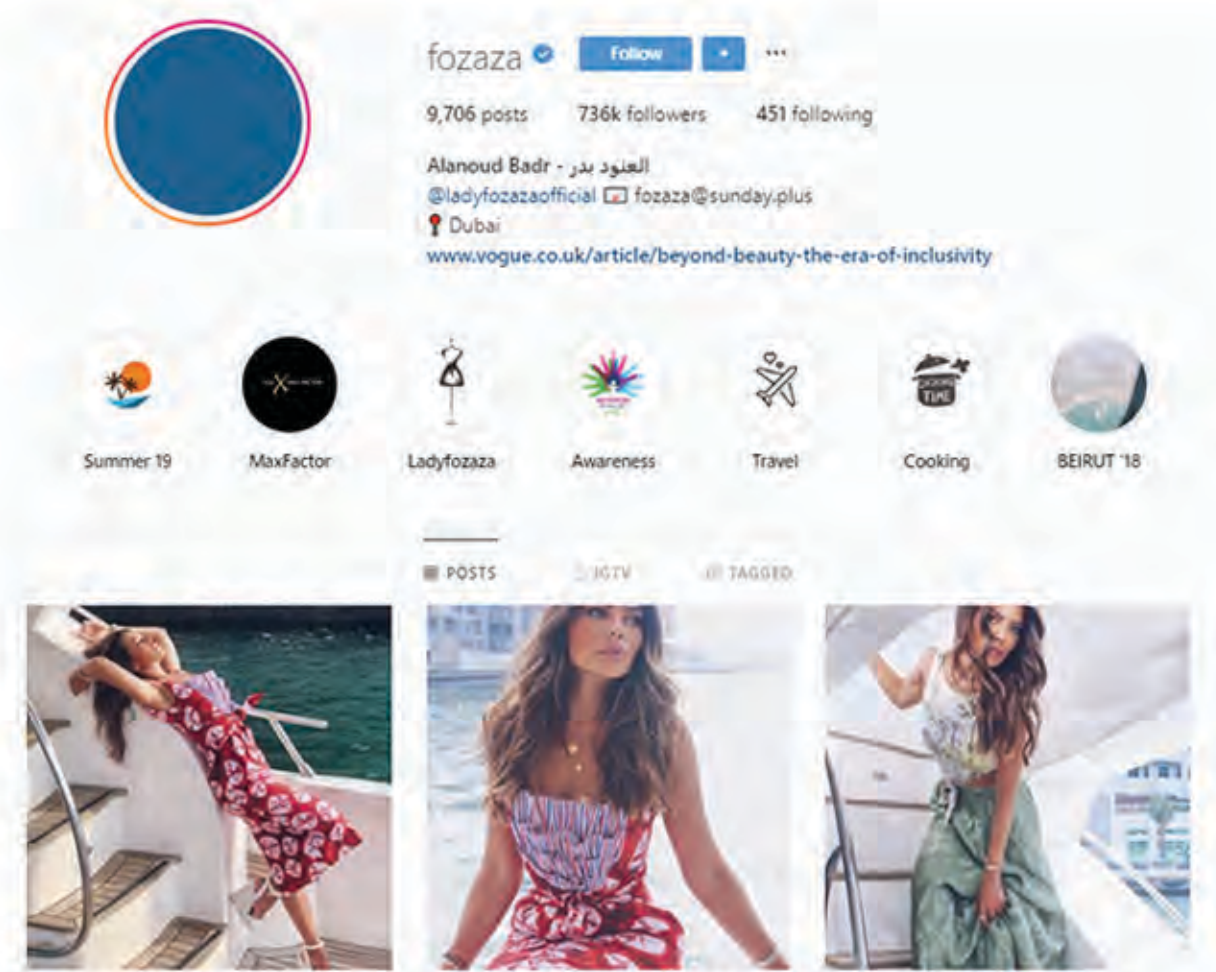 fozaza Follow
9,706 posts 736k followers 451 following
Alanoud Badr - العنود بدر
@ladyfozazaofficial fozaza@sunday.plus
Dubai
www.vogue.co.uk/article/beyond-beauty-the-era-of-inclusivity
TIME
Summer 19 MaxFactor Ladyfozaza Awareness Travel Cooking BEIRUT '18
POSTS IGTV TAGGED